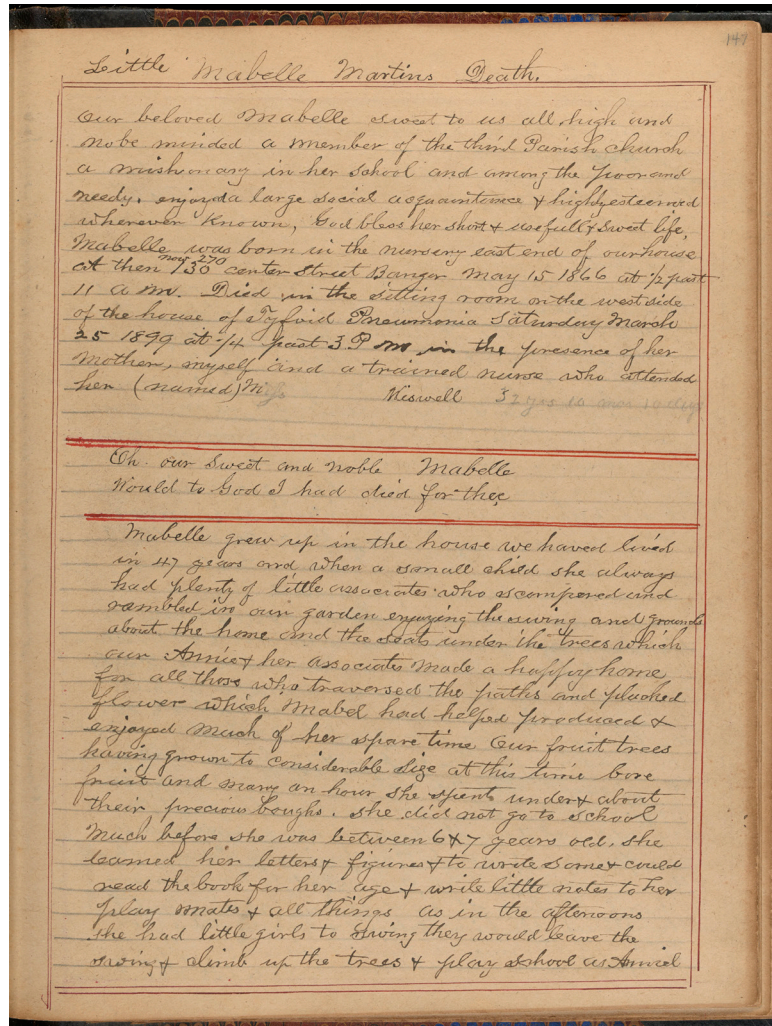 147
Little Mabelle Martins Death.
Our beloved Mabelle sweet to us all high and
nobe minded a member of the third Parish church
a mishonary in her school and among the poor and
needy. enjoyed a large social acquaintance & highly esteemed
wherever known, God bless her short & usefull & sweet life,
Mabelle was born in the nursery east end of our house
now 270
at then 130 center street Bangor May 15 1866 at 1/2 past
11 a m. Died in the sitting room on the west side
of the house of Tyfoid Pneumonia Saturday March
25 1899 at 1/4 past 3 P m in the presence of her
Mother, myself and a trained nurse who attended
her (named) Miss Wiswell 32 yrs 10 mos 10 days
Oh. our sweet and noble Mabelle
Would to God I had died for thee
Mabelle grew up in the house we haved lived
in 47 years and when a small child she always
had plenty of little associates who scampered and
rambled in our garden enjoying the swing and grounds
about the home and the seats under the trees which
our Annie & her associates made a happy home
for all those who traversed the paths and plucked
flower which Mabel had helped produced &
enjoyed much of her spare time. Our fruit trees
having grown to considerable size at this time bore
fruit and many an hour she spent under & about
their precious boughs. she did not go to school
much before she was between 6 & 7 years old, she
learned her letters & figures & to write some & could
read the book for her age & write little notes to her
play mates & all things as in the afternoons
she had little girls to swing they would leave the
swing & climb up the trees & play school as Annie